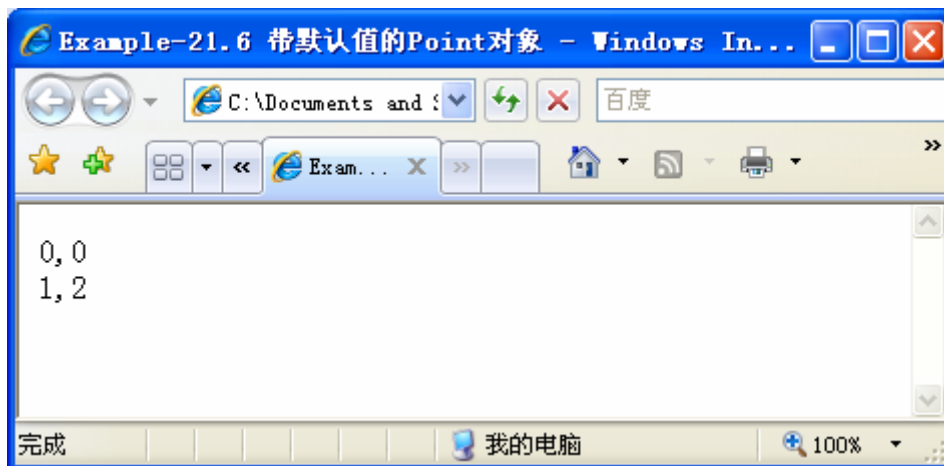 Example-21.6 带默认值的Point对象 - Windows In...
C:\Documents and
百度
Exam...
0,0
1,2
完成
我的电脑
100%